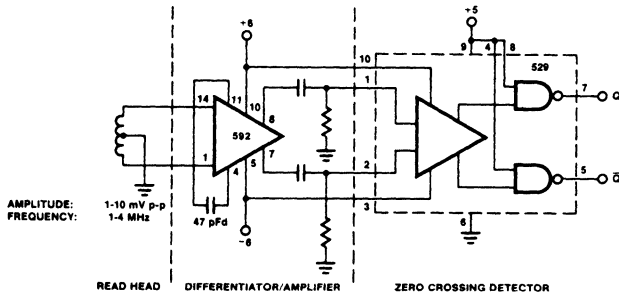 +5
+6
9
4
8
10
529
1
14
11
10
8
7
Q
592
7
1
4
5
2
5
Q̄
AMPLITUDE: 1-10 mV p-p
FREQUENCY: 1-4 MHz
47 pFd
3
-6
6
READ HEAD
DIFFERENTIATOR/AMPLIFIER
ZERO CROSSING DETECTOR